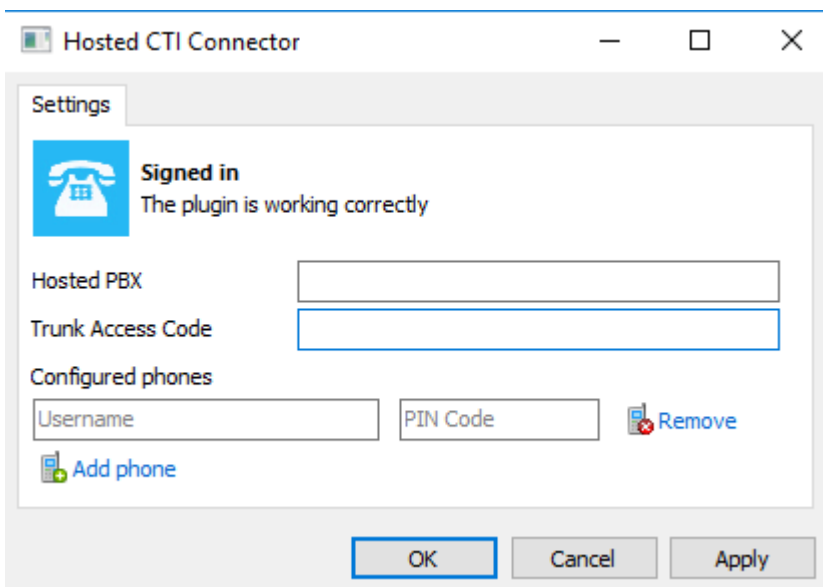 Hosted CTI Connector
Settings
Signed in
The plugin is working correctly
Hosted PBX
Trunk Access Code
Configured phones
Username PIN Code Remove
Add phone
OK Cancel Apply